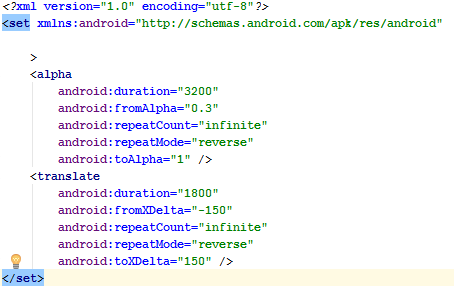 <?xml version="1.0" encoding="utf-8"?>
<set xmlns:android="http://schemas.android.com/apk/res/android"
>
<alpha
android:duration="3200"
android:fromAlpha="0.3"
android:repeatCount="infinite"
android:repeatMode="reverse"
android:toAlpha="1" />
<translate
android:duration="1800"
android:fromXDelta="-150"
android:repeatCount="infinite"
android:repeatMode="reverse"
android:toXDelta="150" />
</set>